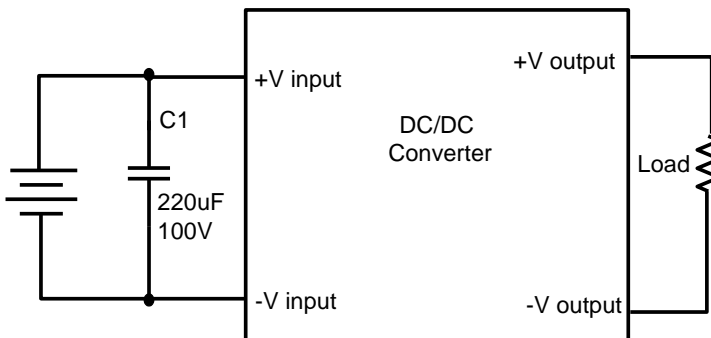 +V output
+V input
C1
DC/DC
Converter
Load
220uF
100V
-V input
-V output